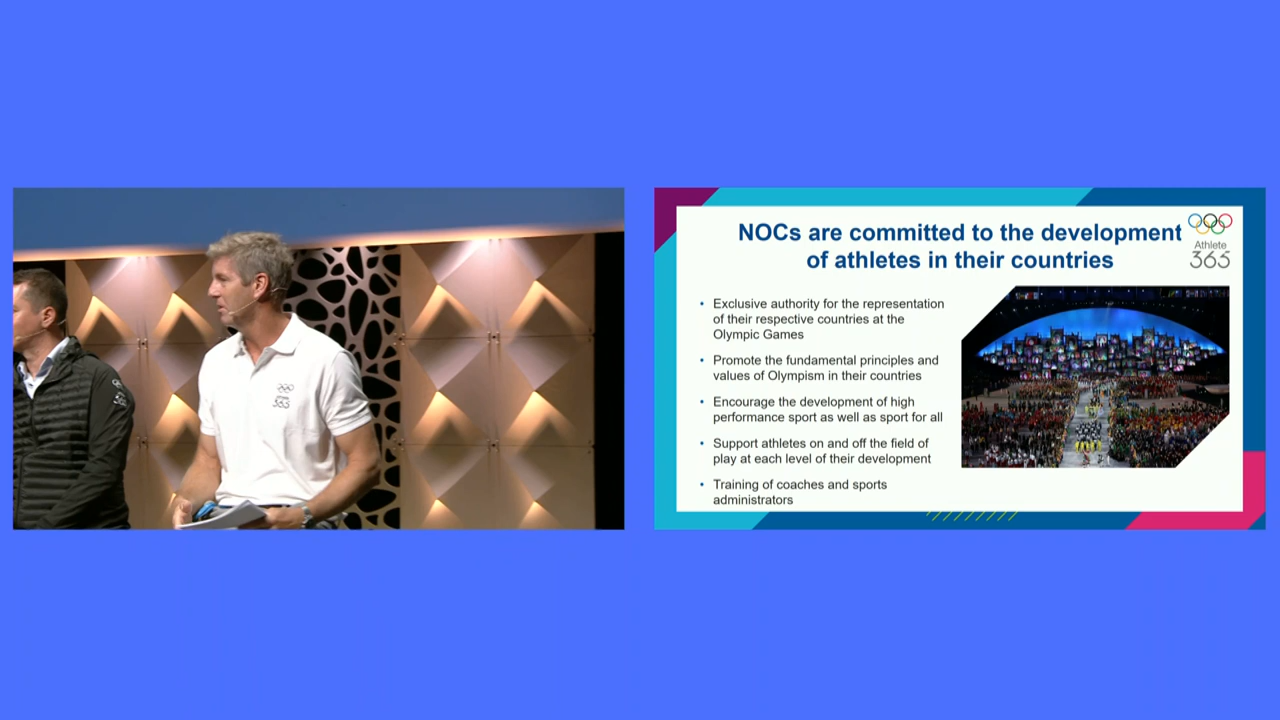 365
NOCs are committed to the development
of athletes in their countries
Athlete
365
• Exclusive authority for the representation
of their respective countries at the
Olympic Games
• Promote the fundamental principles and
values of Olympism in their countries
• Encourage the development of high
performance sport as well as sport for all
• Support athletes on and off the field of
play at each level of their development
• Training of coaches and sports
administrators